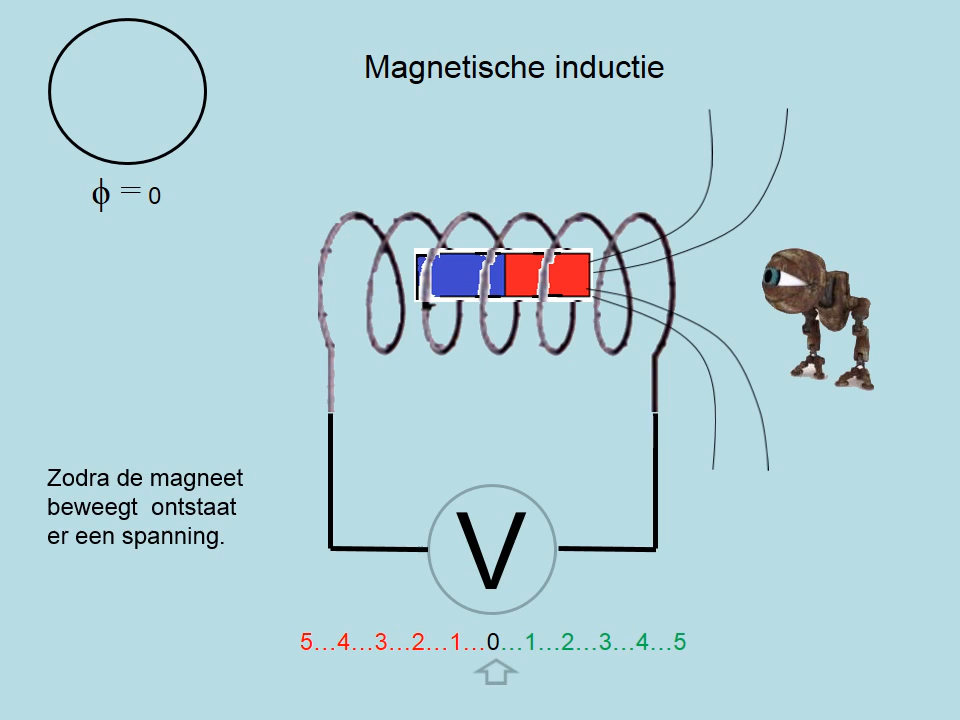 Magnetische inductie
ϕ = 0
Zodra de magneet
beweegt ontstaat
er een spanning.
V
5…4…3…2…1…0…1…2…3…4…5